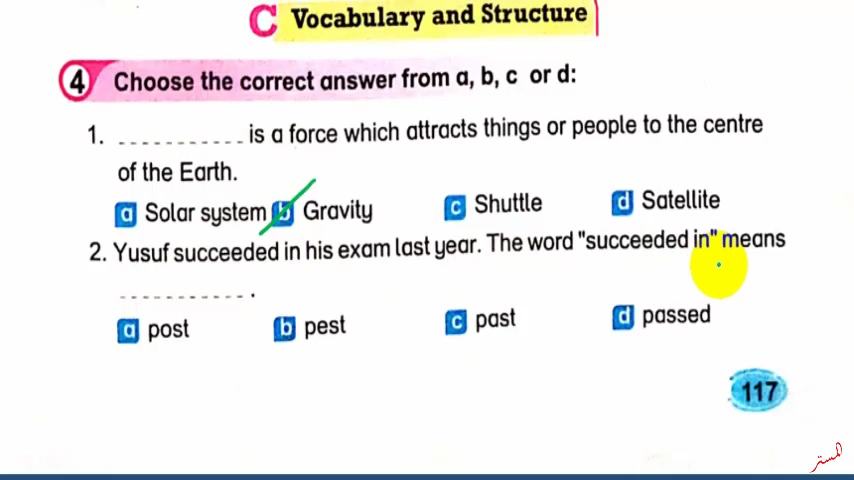 C Vocabulary and Structure
4 Choose the correct answer from a, b, c or d:
1. ............ is a force which attracts things or people to the centre
of the Earth.
a Solar system b Gravity c Shuttle d Satellite
2. Yusuf succeeded in his exam last year. The word "succeeded in" means
............ .
a post b pest c past d passed
117
المستر